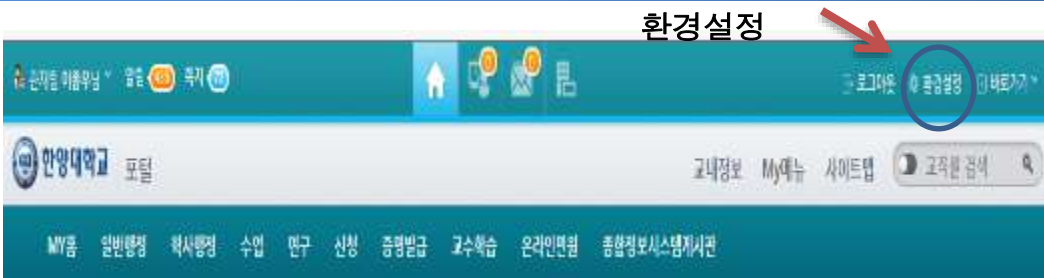 환경설정
관재팀 이용우님 알림 쪽지
로그아웃 환경설정 바로가기
한양대학교 포털 교내정보 My메뉴 사이트맵 교직원 검색
MY홈 일반행정 학사행정 수업 연구 신청 증명발급 교수학습 온라인민원 종합정보시스템게시판